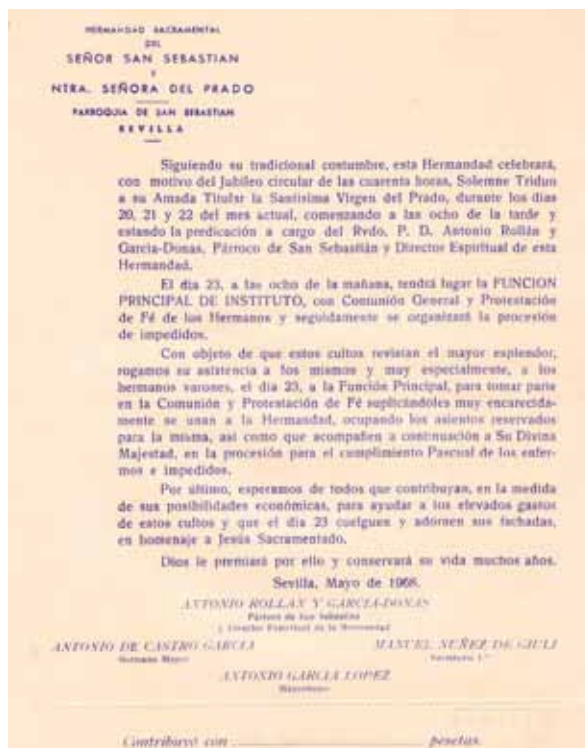 HERMANDAD SACRAMENTAL
DEL
SEÑOR SAN SEBASTIAN
Y
NTRA. SEÑORA DEL PRADO
PARROQUIA DE SAN SEBASTIAN
SEVILLA
Siguiendo su tradicional costumbre, esta Hermandad celebrará,
con motivo del Jubileo circular de las cuarenta horas, Solemne Triduo
a su Amada Titular la Santísima Virgen del Prado, durante los días
20, 21 y 22 del mes actual, comenzando a las ocho de la tarde y
estando la predicación a cargo del Rvdo. P. D. Antonio Rollán y
García-Donas, Párroco de San Sebastián y Director Espiritual de esta
Hermandad.
El día 23, a las ocho de la mañana, tendrá lugar la FUNCION
PRINCIPAL DE INSTITUTO, con Comunión General y Protestación
de Fé de los Hermanos y seguidamente se organizará la procesión
de impedidos.
Con objeto de que estos cultos revistan el mayor esplendor,
rogamos su asistencia a los mismos y muy especialmente, a los
hermanos varones, el día 23, a la Función Principal, para tomar parte
en la Comunión y Protestación de Fé suplicándoles muy encarecida-
mente se unan a la Hermandad, ocupando los asientos reservados
para la misma, así como que acompañen a continuación a Su Divina
Majestad, en la procesión para el cumplimiento Pascual de los enfer-
mos e impedidos.
Por último, esperamos de todos que contribuyan, en la medida
de sus posibilidades económicas, para ayudar a los elevados gastos
de estos cultos y que el día 23 cuelguen y adornen sus fachadas,
en homenaje a Jesús Sacramentado.
Dios le premiará por ello y conservará su vida muchos años.
Sevilla, Mayo de 1968.
ANTONIO ROLLAN Y GARCIA-DONAS
Párroco de San Sebastián
y Director Espiritual de la Hermandad
ANTONIO DE CASTRO GARCIA
MANUEL NUÑEZ DE GIULI
Hermano Mayor
Secretario 1.º
ANTONIO GARCIA LOPEZ
Mayordomo
Contribuyó con pesetas.